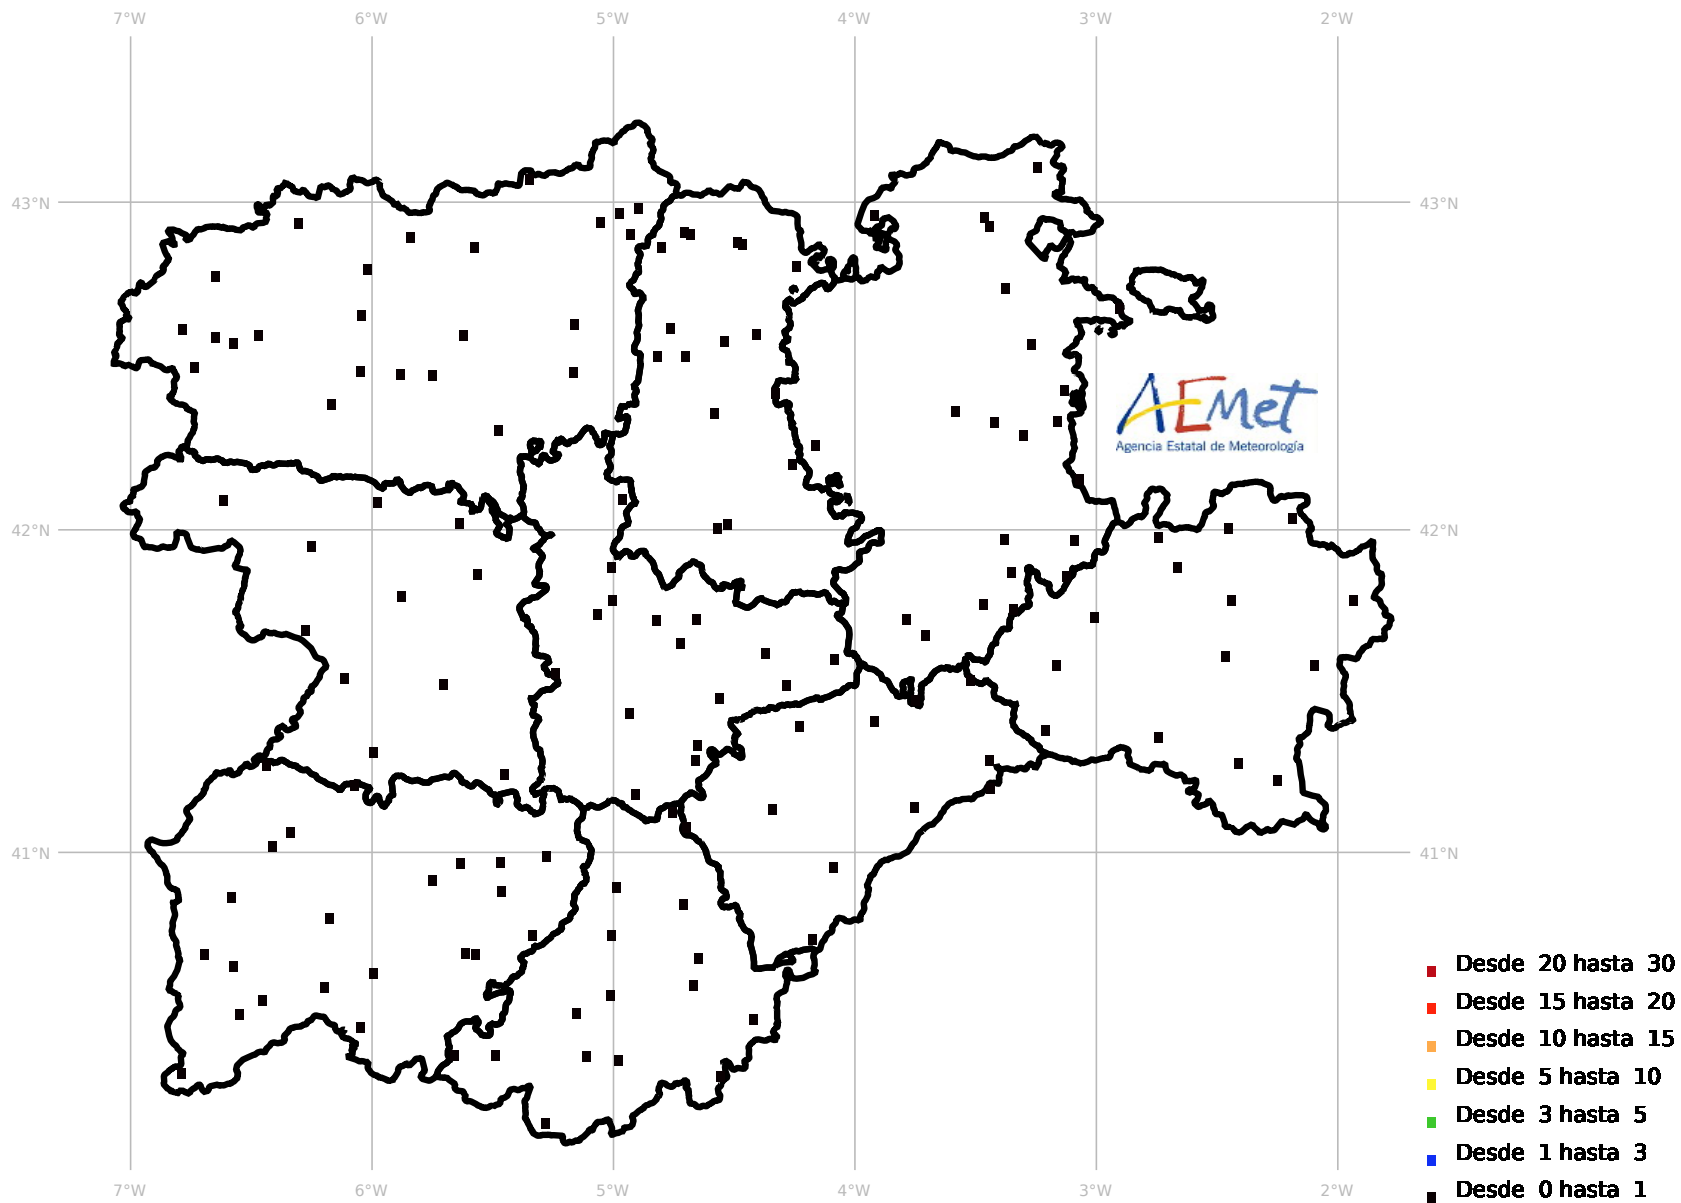 7°W 6°W 5°W 4°W 3°W 2°W
43°N 43°N
AEMet
Agencia Estatal de Meteorología
42°N 42°N
41°N 41°N
Desde 20 hasta 30
Desde 15 hasta 20
Desde 10 hasta 15
Desde 5 hasta 10
Desde 3 hasta 5
Desde 1 hasta 3
Desde 0 hasta 1
7°W 6°W 5°W 4°W 3°W 2°W